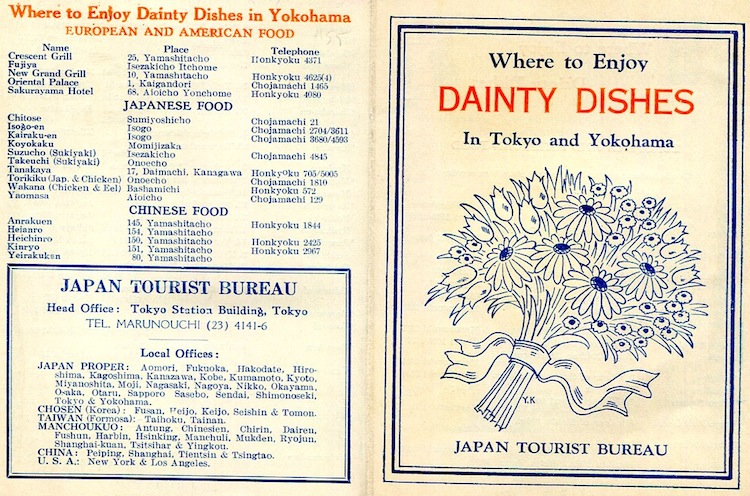 Where to Enjoy Dainty Dishes in Yokohama
EUROPEAN AND AMERICAN FOOD
Name Place Telephone
Crescent Grill 25, Yamashitacho Honkyoku 4371
Fujiya Isezakicho Itchome
New Grand Grill 10, Yamashitacho Honkyoku 4625(4)
Oriental Palace 1, Kaigandori Chojamachi 1465
Sakurayama Hotel 68, Aioicho Yonchome Honkyoku 4080
JAPANESE FOOD
Chitose Sumiyoshicho Chojamachi 21
Isogo-en Isogo Chojamachi 2704/3611
Kairaku-en Isogo Chojamachi 3680/4593
Koyokaku Momijizaka
Suzucho (Sukiyaki) Isezakicho Chojamachi 4845
Takeuchi (Sukiyaki) Onoecho
Tanakaya 17, Daimachi, Kanagawa Honkyoku 705/5005
Torikiku (Jap. & Chicken) Onoecho Chojamachi 1810
Wakana (Chicken & Eel) Bashamichi Honkyoku 572
Yaomasa Aioicho Chojamachi 129
CHINESE FOOD
Anrakuen 145, Yamashitacho Honkyoku 1844
Heianro 154, Yamashitacho
Heichinro 150, Yamashitacho Honkyoku 2425
Kinryo 151, Yamashitacho Honkyoku 2967
Yeirakuken 80, Yamashitacho
JAPAN TOURIST BUREAU
Head Office: Tokyo Station Building, Tokyo
TEL. MARUNOUCHI (23) 4141-6
Local Offices:
JAPAN PROPER: Aomori, Fukuoka, Hakodate, Hiro-
shima, Kagoshima, Kanazawa, Kobe, Kumamoto, Kyoto,
Miyanoshita, Moji, Nagasaki, Nagoya, Nikko, Okayama,
Osaka, Otaru, Sapporo Sasebo, Sendai, Shimonoseki,
Tokyo & Yokohama.
CHOSEN (Korea): Fusan, Heijo, Keijo, Seishin & Tomon.
TAIWAN (Formosa): Taihoku, Tainan.
MANCHOUKUO: Antung, Chinesien, Chirin, Dairen,
Fushun, Harbin, Hsinking, Manchuli, Mukden, Ryojun,
Shanghai-kuan, Tsitsihar & Yingkou.
CHINA: Peiping, Shanghai, Tientsin & Tsingtao.
U. S. A.: New York & Los Angeles.
Where to Enjoy
DAINTY DISHES
In Tokyo and Yokohama
Y.K
JAPAN TOURIST BUREAU